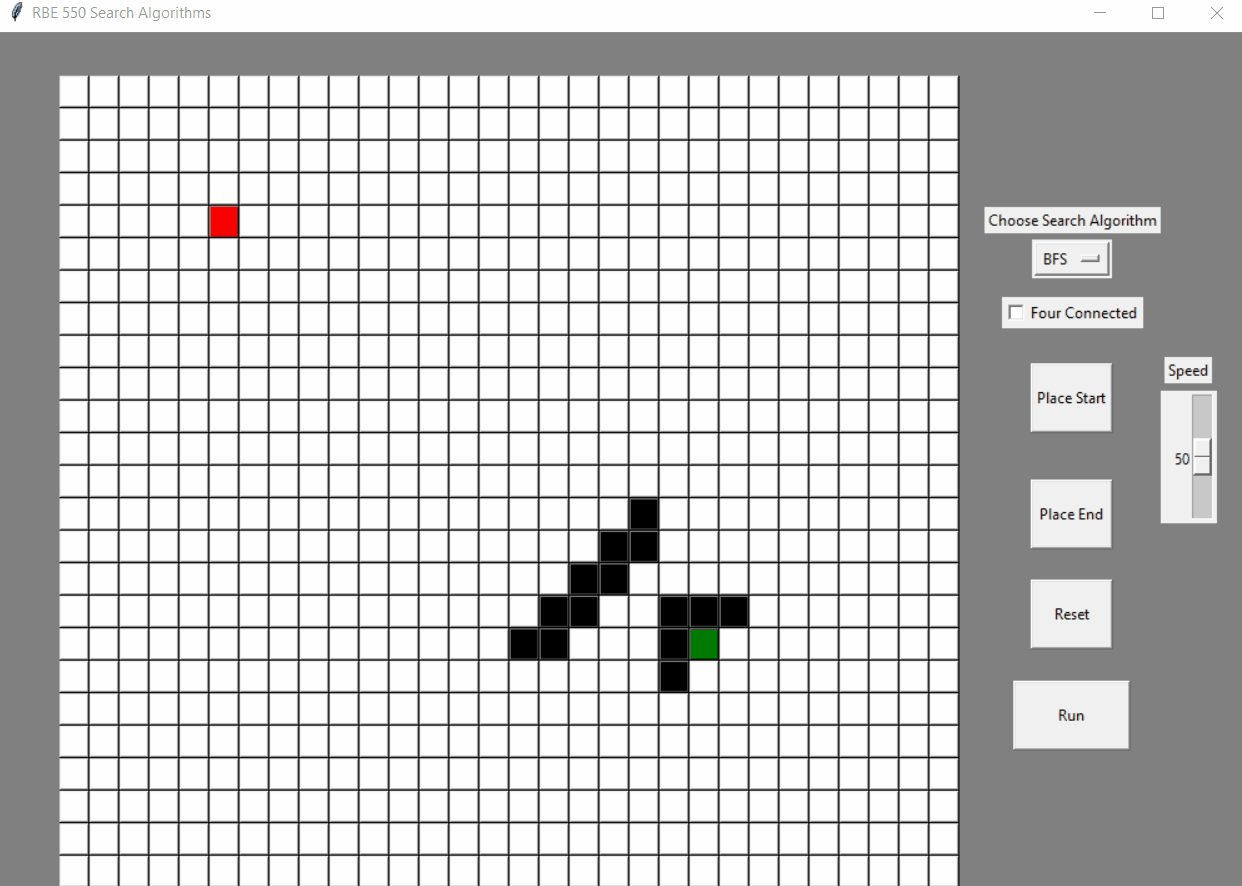 RBE 550 Search Algorithms
Choose Search Algorithm
BFS
Four Connected
Speed
Place Start
50
Place End
Reset
Run